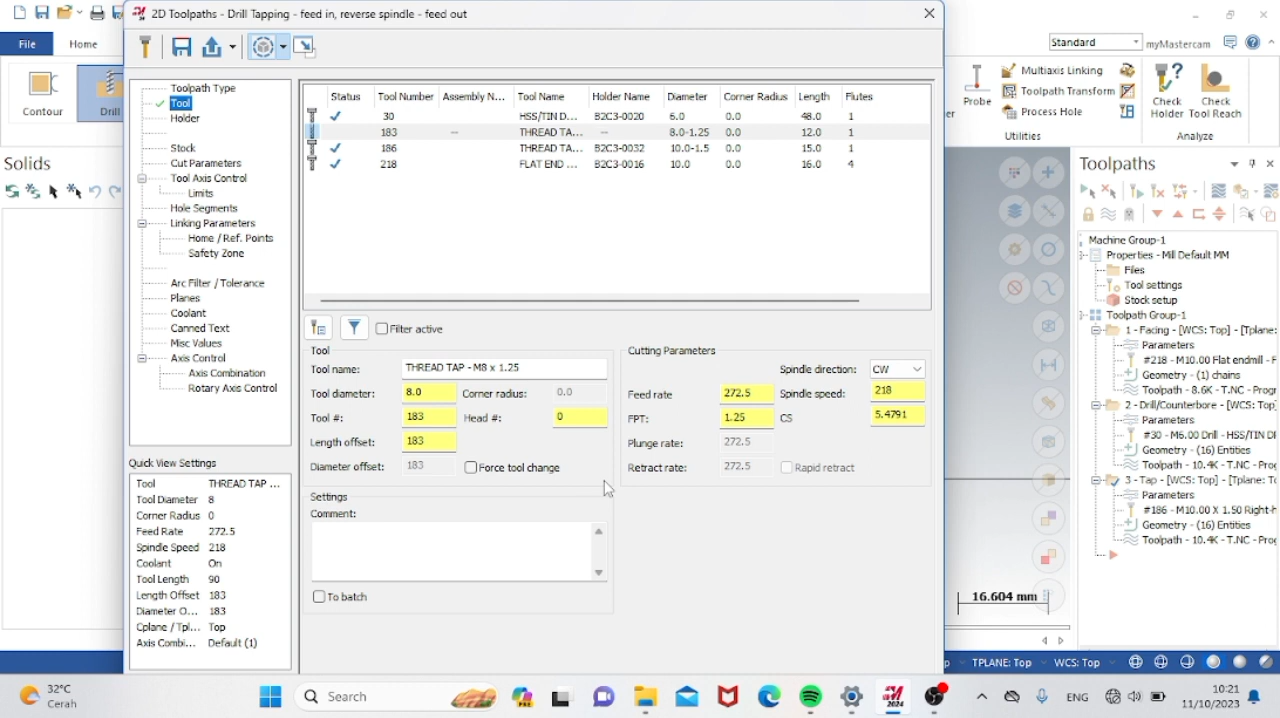 2D Toolpaths - Drill Tapping - feed in, reverse spindle - feed out
File
Home
Standard
myMastercam
Contour
Drill
Probe
Multiaxis Linking
Toolpath Transform
Process Hole
Utilities
Check Holder
Check Tool Reach
Analyze
Solids
Toolpath Type
Tool
Holder
Stock
Cut Parameters
Tool Axis Control
Limits
Hole Segments
Linking Parameters
Home / Ref. Points
Safety Zone
Arc Filter / Tolerance
Planes
Coolant
Canned Text
Misc Values
Axis Control
Axis Combination
Rotary Axis Control
Quick View Settings
Tool THREAD TAP ...
Tool Diameter 8
Corner Radius 0
Feed Rate 272.5
Spindle Speed 218
Coolant On
Tool Length 90
Length Offset 183
Diameter O... 183
Cplane / Tpl... Top
Axis Combi... Default (1)
Status Tool Number Assembly N... Tool Name Holder Name Diameter Corner Radius Length Flutes
30 HSS/TIN D... B2C3-0020 6.0 0.0 48.0 1
183 -- THREAD TA... -- 8.0-1.25 0.0 12.0 1
186 THREAD TA... B2C3-0032 10.0-1.5 0.0 15.0 1
218 FLAT END ... B2C3-0016 10.0 0.0 16.0 4
Filter active
Tool
Tool name: THREAD TAP - M8 x 1.25
Tool diameter: 8.0 Corner radius: 0.0
Tool #: 183 Head #: 0
Length offset: 183
Diameter offset: 183 Force tool change
Settings
Comment:
To batch
Cutting Parameters
Spindle direction: CW
Feed rate 272.5 Spindle speed: 218
FPT: 1.25 CS 5.4791
Plunge rate: 272.5
Retract rate: 272.5 Rapid retract
Toolpaths
Machine Group-1
Properties - Mill Default MM
Files
Tool settings
Stock setup
Toolpath Group-1
1 - Facing - [WCS: Top] - [Tplane:
Parameters
#218 - M10.00 Flat endmill - F
Geometry - (1) chains
Toolpath - 8.6K - T.NC - Progr
2 - Drill/Counterbore - [WCS: Top]
Parameters
#30 - M6.00 Drill - HSS/TIN DI
Geometry - (16) Entities
Toolpath - 10.4K - T.NC - Prog
3 - Tap - [WCS: Top] - [Tplane: T
Parameters
#186 - M10.00 X 1.50 Right-h
Geometry - (16) Entities
Toolpath - 10.4K - T.NC - Prog
16.604 mm
TPLANE: Top WCS: Top
32°C
Cerah
Search
2024
ENG
10:21
11/10/2023